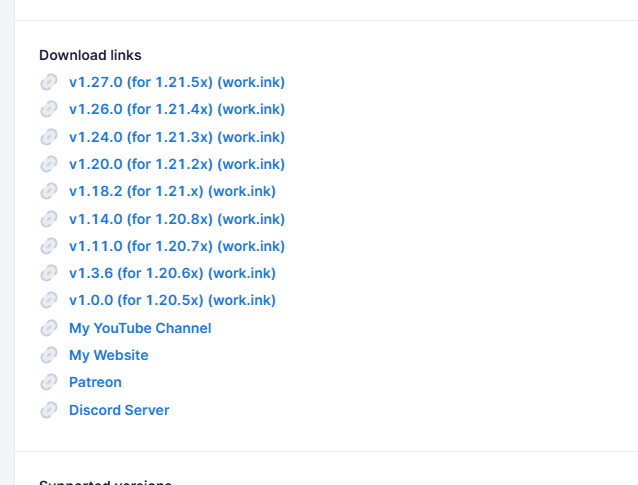 Download links
v1.27.0 (for 1.21.5x) (work.ink)
v1.26.0 (for 1.21.4x) (work.ink)
v1.24.0 (for 1.21.3x) (work.ink)
v1.20.0 (for 1.21.2x) (work.ink)
v1.18.2 (for 1.21.x) (work.ink)
v1.14.0 (for 1.20.8x) (work.ink)
v1.11.0 (for 1.20.7x) (work.ink)
v1.3.6 (for 1.20.6x) (work.ink)
v1.0.0 (for 1.20.5x) (work.ink)
My YouTube Channel
My Website
Patreon
Discord Server
Supported versions